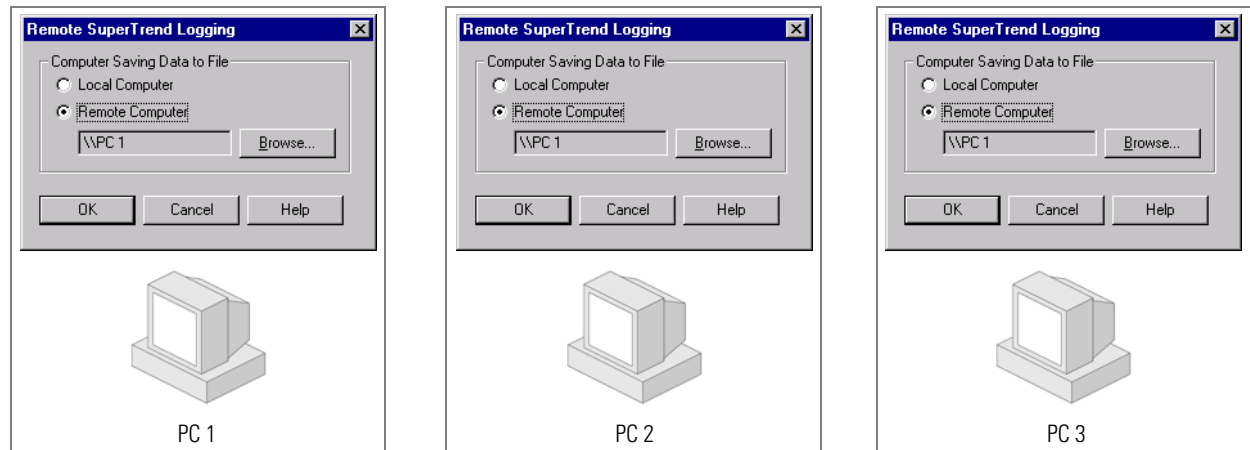 Remote SuperTrend Logging
Computer Saving Data to File
Local Computer
Remote Computer
\\PC 1
Browse...
OK
Cancel
Help
PC 1
Remote SuperTrend Logging
Computer Saving Data to File
Local Computer
Remote Computer
\\PC 1
Browse...
OK
Cancel
Help
PC 2
Remote SuperTrend Logging
Computer Saving Data to File
Local Computer
Remote Computer
\\PC 1
Browse...
OK
Cancel
Help
PC 3